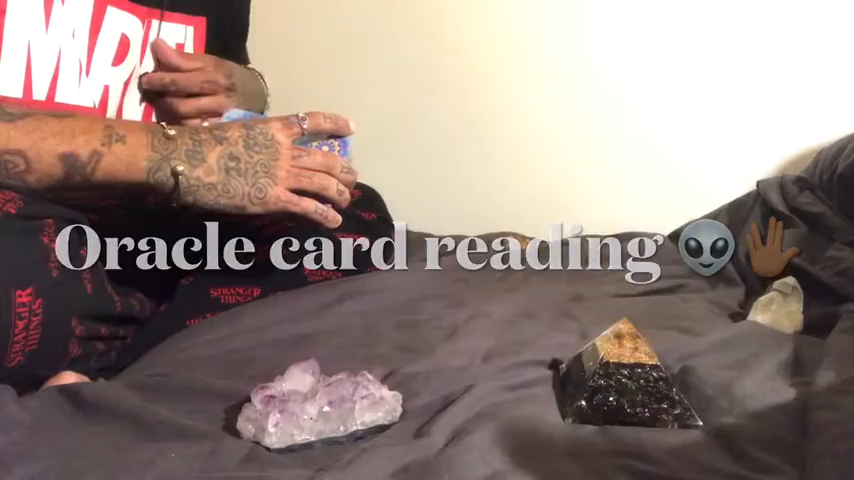 MARVEL
Oracle card reading 👽 🖖🏾
STRANGER
THINGS
STRANGER
THINGS